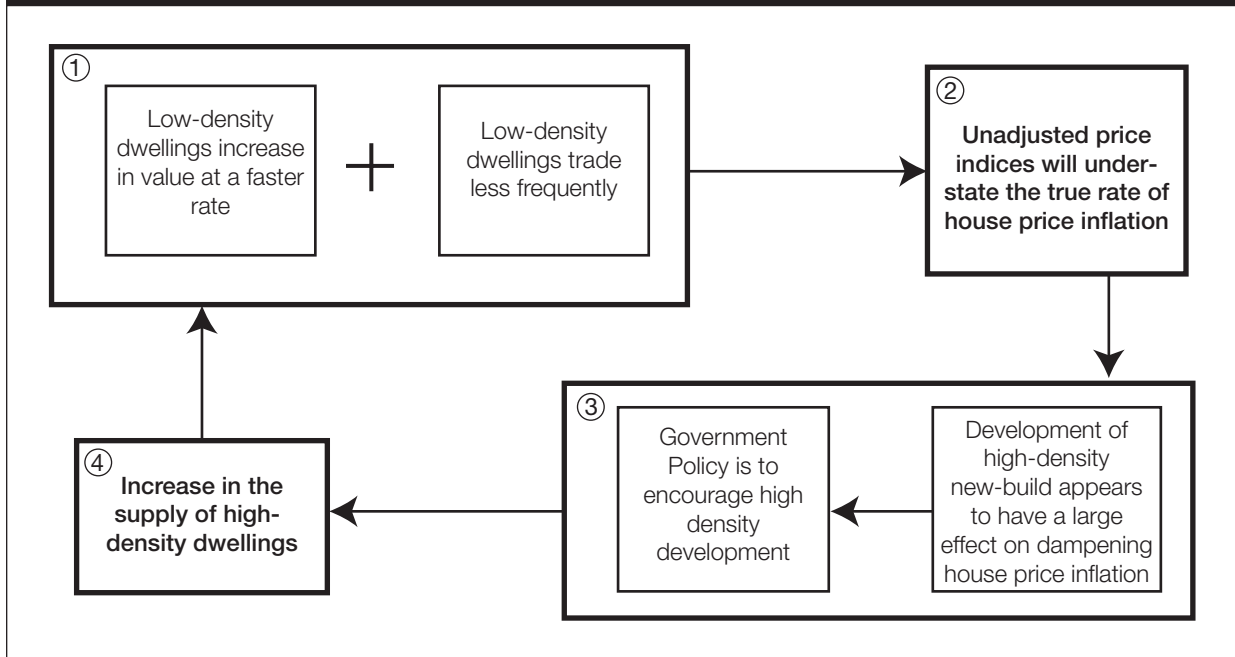 ①
Low-density
dwellings increase
in value at a faster
rate
+
Low-density
dwellings trade
less frequently
②
Unadjusted price
indices will under-
state the true rate of
house price inflation
③
Government
Policy is to
encourage high
density
development
Development of
high-density
new-build appears
to have a large
effect on dampening
house price inflation
④
Increase in the
supply of high-
density dwellings